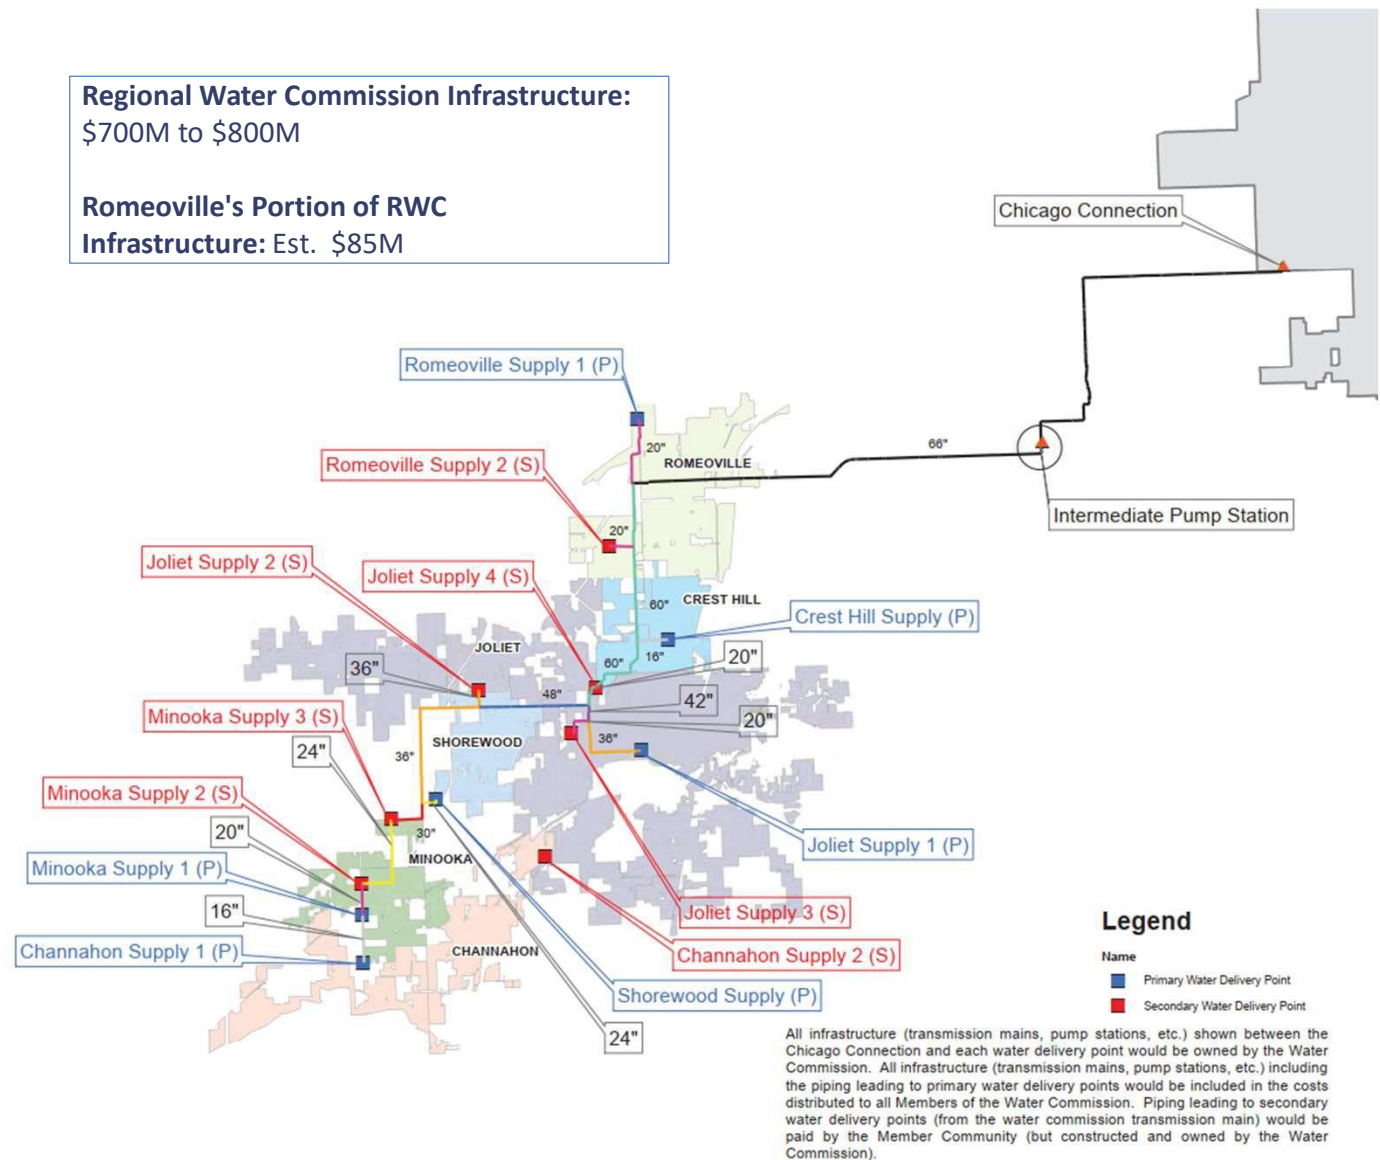 Regional Water Commission Infrastructure:
$700M to $800M
Romeoville's Portion of RWC
Infrastructure: Est.  $85M
Chicago Connection
Romeoville Supply 1 (P)
20"
66"
Romeoville Supply 2 (S)
ROMEOVILLE
Intermediate Pump Station
20"
Joliet Supply 2 (S)
Joliet Supply 4 (S)
60"
CREST HILL
Crest Hill Supply (P)
JOLIET
36"
60"
16"
20"
48"
42"
Minooka Supply 3 (S)
20"
24"
36"
SHOREWOOD
36"
Minooka Supply 2 (S)
20"
30"
MINOOKA
Joliet Supply 1 (P)
Minooka Supply 1 (P)
16"
Joliet Supply 3 (S)
Channahon Supply 1 (P)
CHANNAHON
Channahon Supply 2 (S)
Shorewood Supply (P)
24"
Legend
Name
Primary Water Delivery Point
Secondary Water Delivery Point
All infrastructure (transmission mains, pump stations, etc.) shown between the
Chicago Connection and each water delivery point would be owned by the Water
Commission.  All infrastructure (transmission mains, pump stations, etc.) including
the piping leading to primary water delivery points would be included in the costs
distributed to all Members of the Water Commission.  Piping leading to secondary
water delivery points (from the water commission transmission main) would be
paid by the Member Community (but constructed and owned by the Water
Commission).